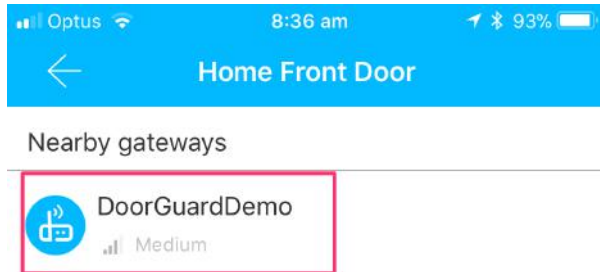 Optus 8:36 am 93%
Home Front Door
Nearby gateways
DoorGuardDemo
Medium